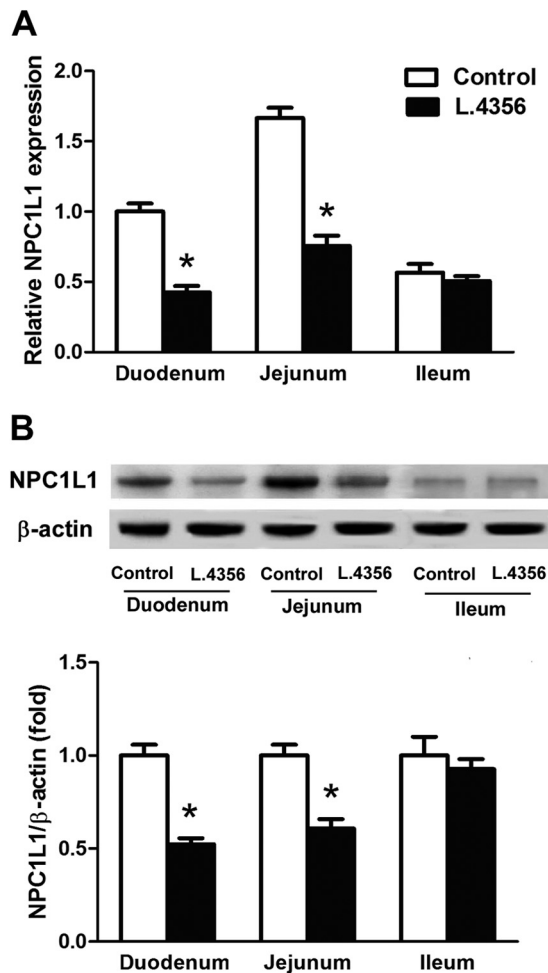 A
Relative NPC1L1 expression
2.0
1.5
1.0
0.5
0.0
Control
L.4356
*
*
Duodenum Jejunum Ileum
B
NPC1L1
β-actin
Control L.4356 Control L.4356 Control L.4356
Duodenum Jejunum Ileum
NPC1L1/β-actin (fold)
1.5
1.0
0.5
0.0
*
*
Duodenum Jejunum Ileum